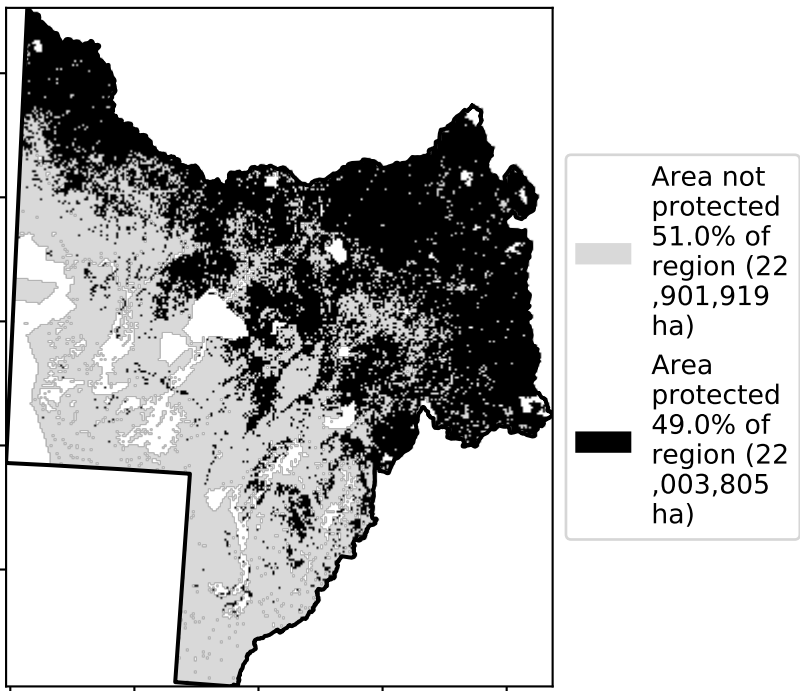 Area not
protected
51.0% of
region (22
,901,919
ha)
Area
protected
49.0% of
region (22
,003,805
ha)